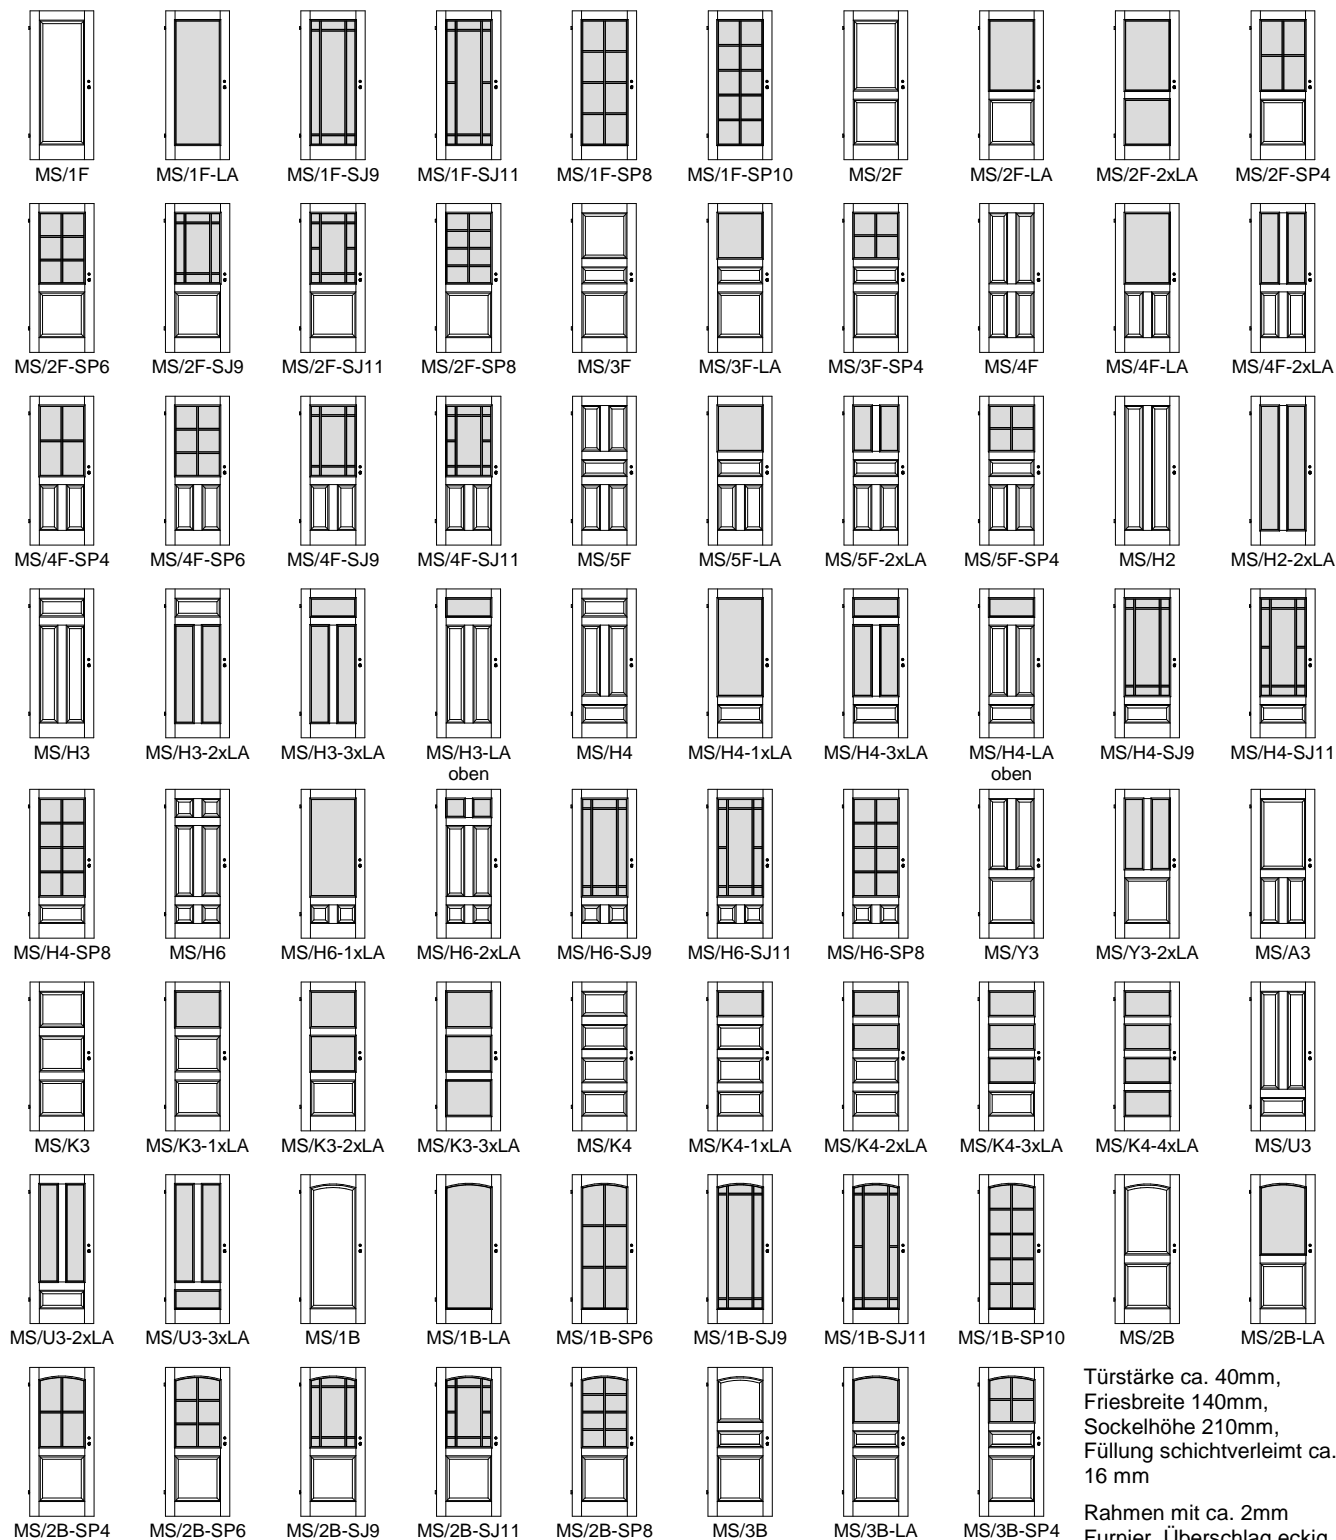 MS/1F MS/1F-LA MS/1F-SJ9 MS/1F-SJ11 MS/1F-SP8 MS/1F-SP10 MS/2F MS/2F-LA MS/2F-2xLA MS/2F-SP4
MS/2F-SP6 MS/2F-SJ9 MS/2F-SJ11 MS/2F-SP8 MS/3F MS/3F-LA MS/3F-SP4 MS/4F MS/4F-LA MS/4F-2xLA
MS/4F-SP4 MS/4F-SP6 MS/4F-SJ9 MS/4F-SJ11 MS/5F MS/5F-LA MS/5F-2xLA MS/5F-SP4 MS/H2 MS/H2-2xLA
MS/H3 MS/H3-2xLA MS/H3-3xLA MS/H3-LA MS/H4 MS/H4-1xLA MS/H4-3xLA MS/H4-LA MS/H4-SJ9 MS/H4-SJ11
oben oben
MS/H4-SP8 MS/H6 MS/H6-1xLA MS/H6-2xLA MS/H6-SJ9 MS/H6-SJ11 MS/H6-SP8 MS/Y3 MS/Y3-2xLA MS/A3
MS/K3 MS/K3-1xLA MS/K3-2xLA MS/K3-3xLA MS/K4 MS/K4-1xLA MS/K4-2xLA MS/K4-3xLA MS/K4-4xLA MS/U3
MS/U3-2xLA MS/U3-3xLA MS/1B MS/1B-LA MS/1B-SP6 MS/1B-SJ9 MS/1B-SJ11 MS/1B-SP10 MS/2B MS/2B-LA
MS/2B-SP4 MS/2B-SP6 MS/2B-SJ9 MS/2B-SJ11 MS/2B-SP8 MS/3B MS/3B-LA MS/3B-SP4
Türstärke ca. 40mm,
Friesbreite 140mm,
Sockelhöhe 210mm,
Füllung schichtverleimt ca.
16 mm
Rahmen mit ca. 2mm
Furnier, Überschlag eckig